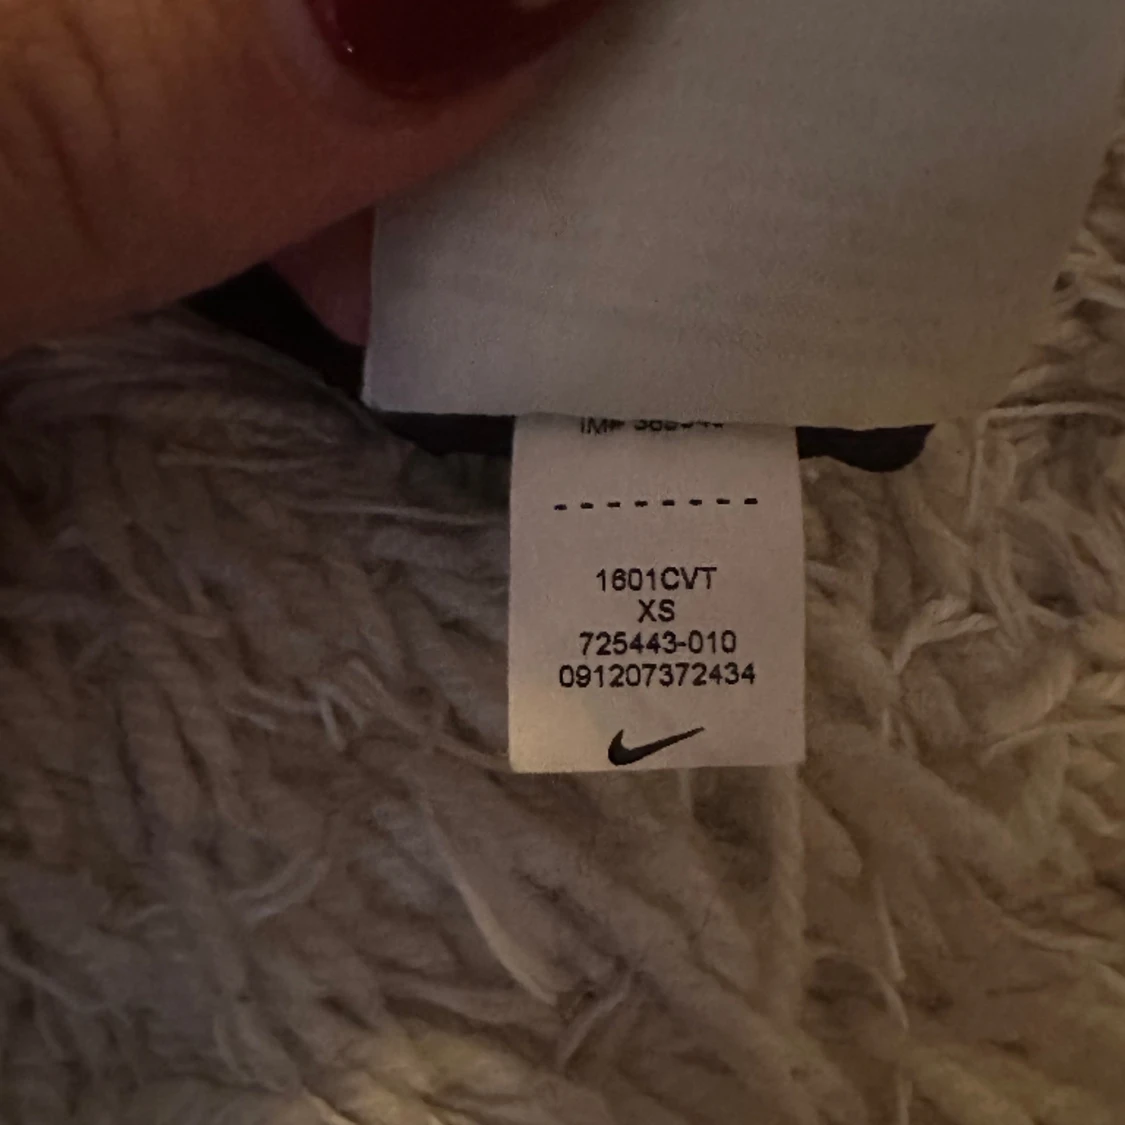 - - - - - - - -
1601CVT
XS
725443-010
091207372434